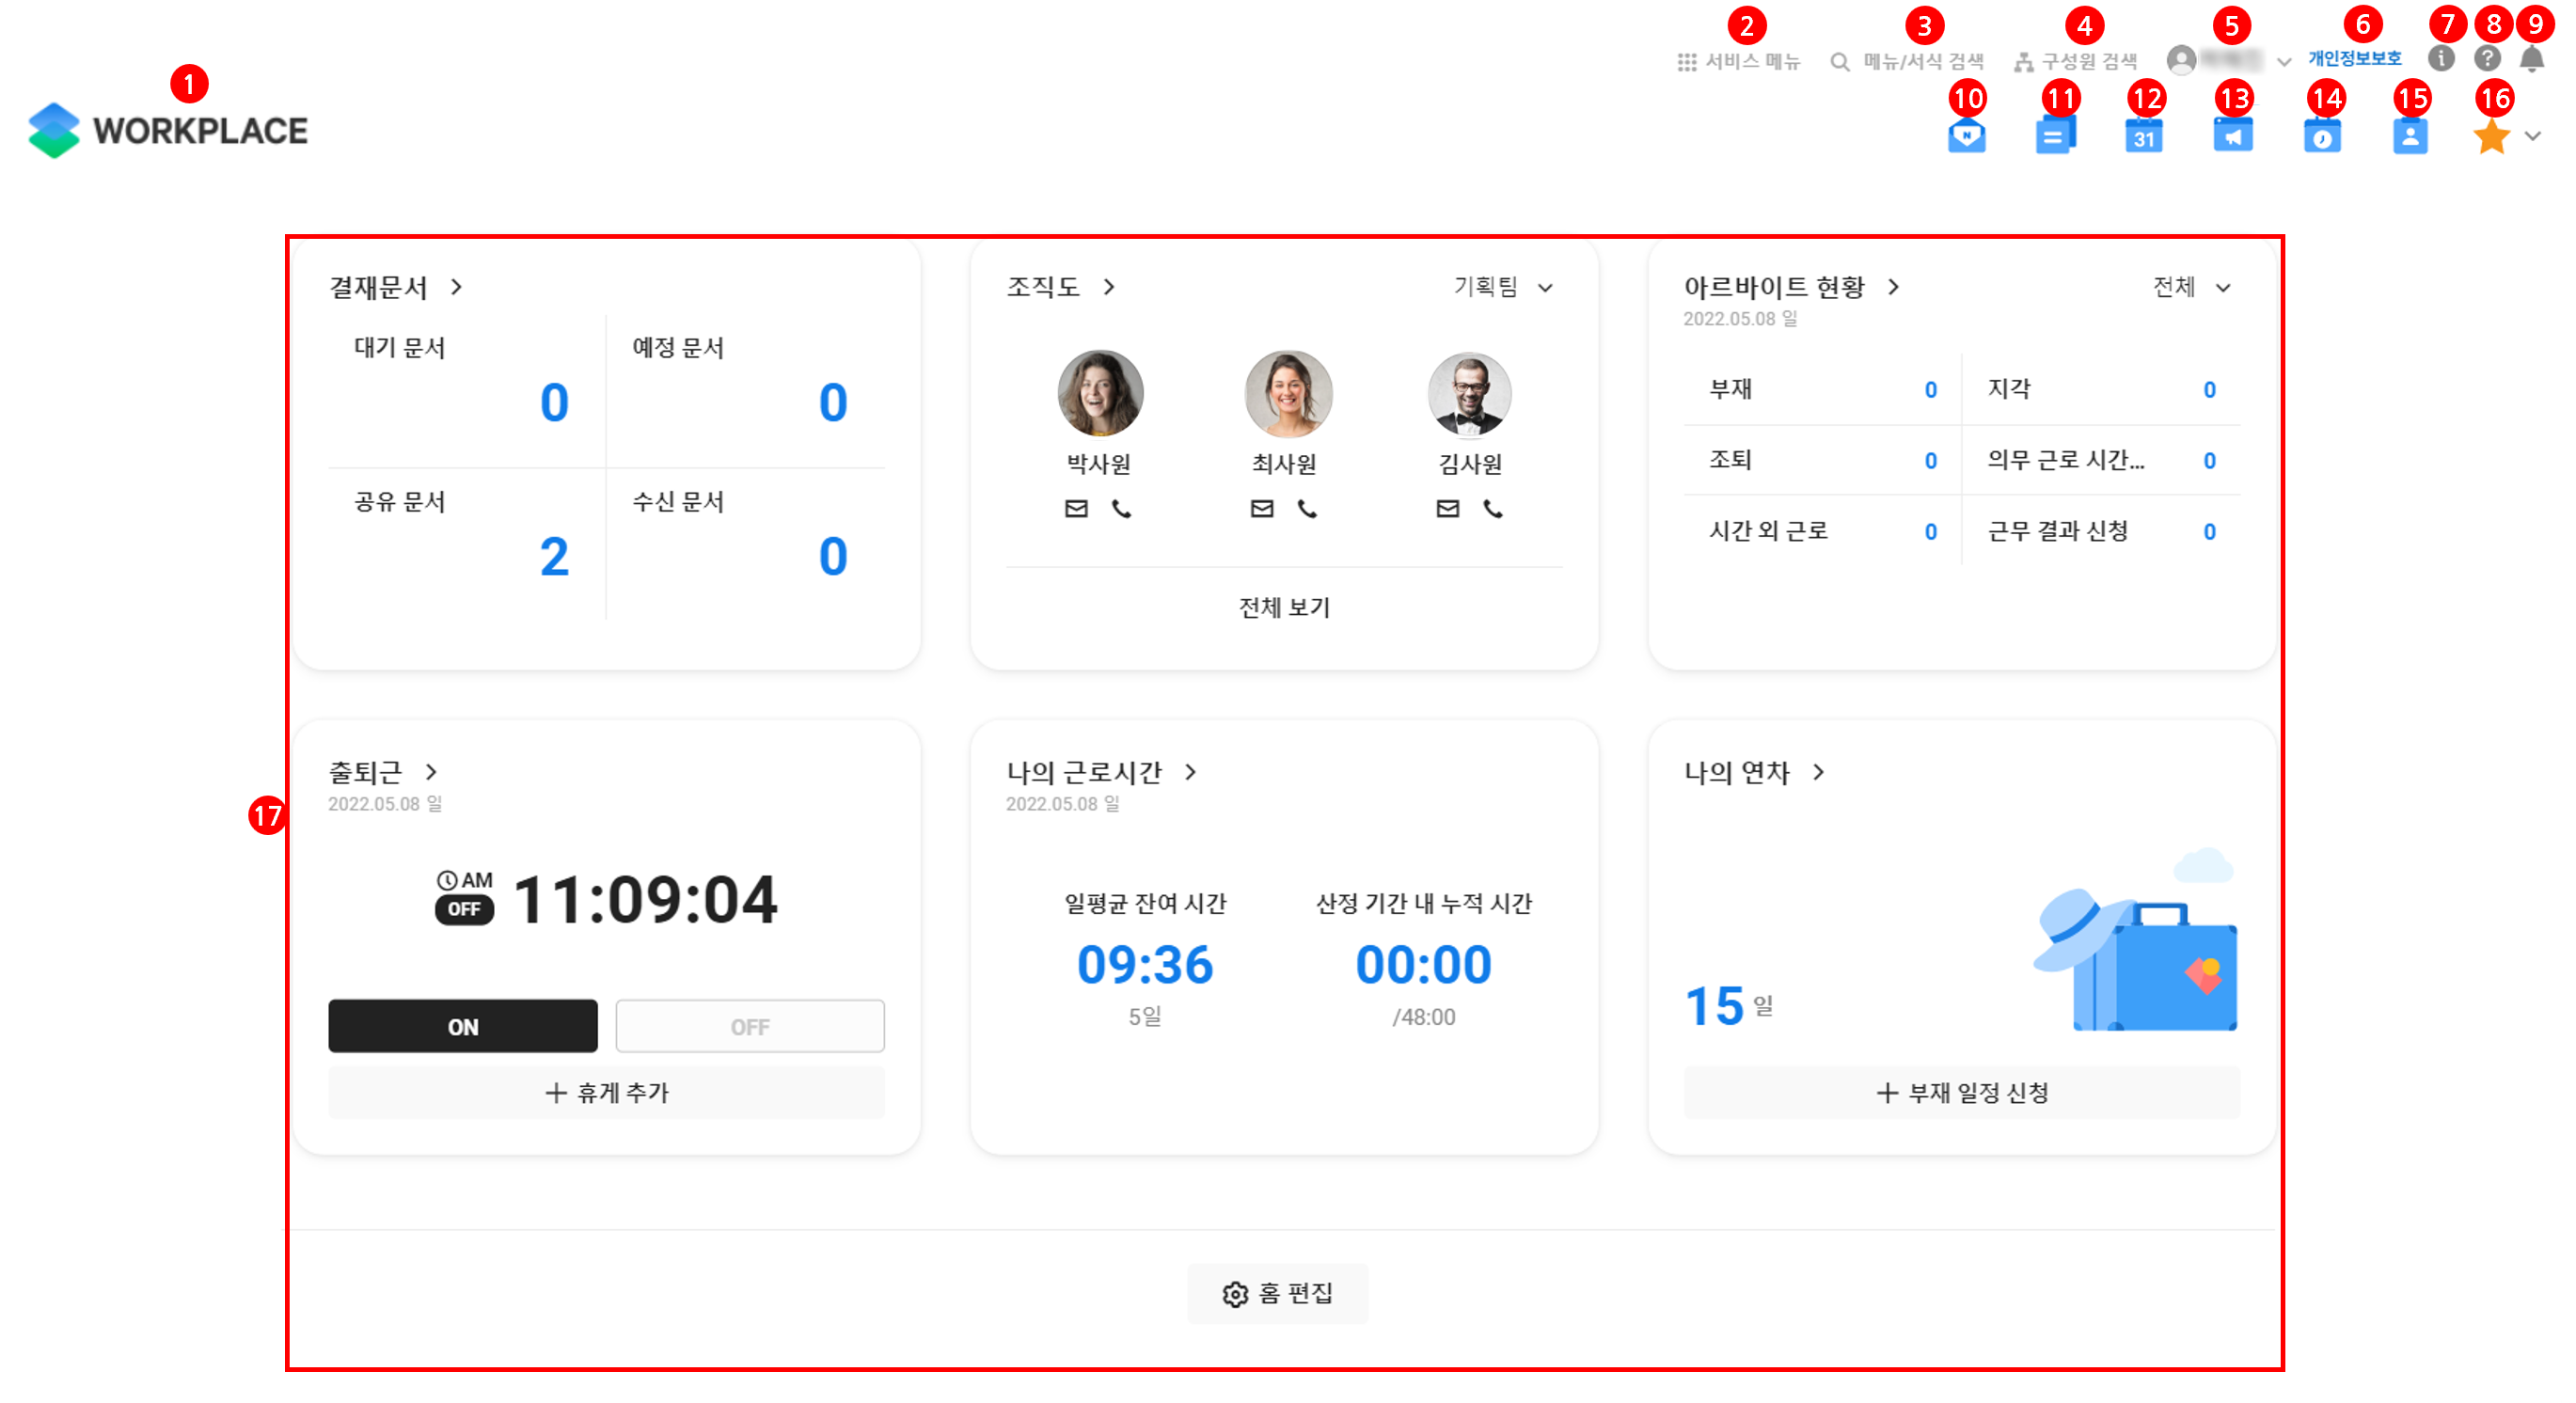 2 3 4 5 6 7 8 9
서비스 메뉴 메뉴/서식 검색 구성원 검색 개인정보보호
1
WORKPLACE
10 11 12 13 14 15 16
N 31
17
결재문서
대기 문서 0
예정 문서 0
공유 문서 2
수신 문서 0
조직도 기획팀
박사원 최사원 김사원
전체 보기
아르바이트 현황 전체
2022.05.08 일
부재 0 지각 0
조퇴 0 의무 근로 시간... 0
시간 외 근로 0 근무 결과 신청 0
출퇴근
2022.05.08 일
AM
OFF
11:09:04
ON OFF
+ 휴게 추가
나의 근로시간
2022.05.08 일
일평균 잔여 시간 산정 기간 내 누적 시간
09:36 00:00
5일 /48:00
나의 연차
15 일
+ 부재 일정 신청
홈 편집